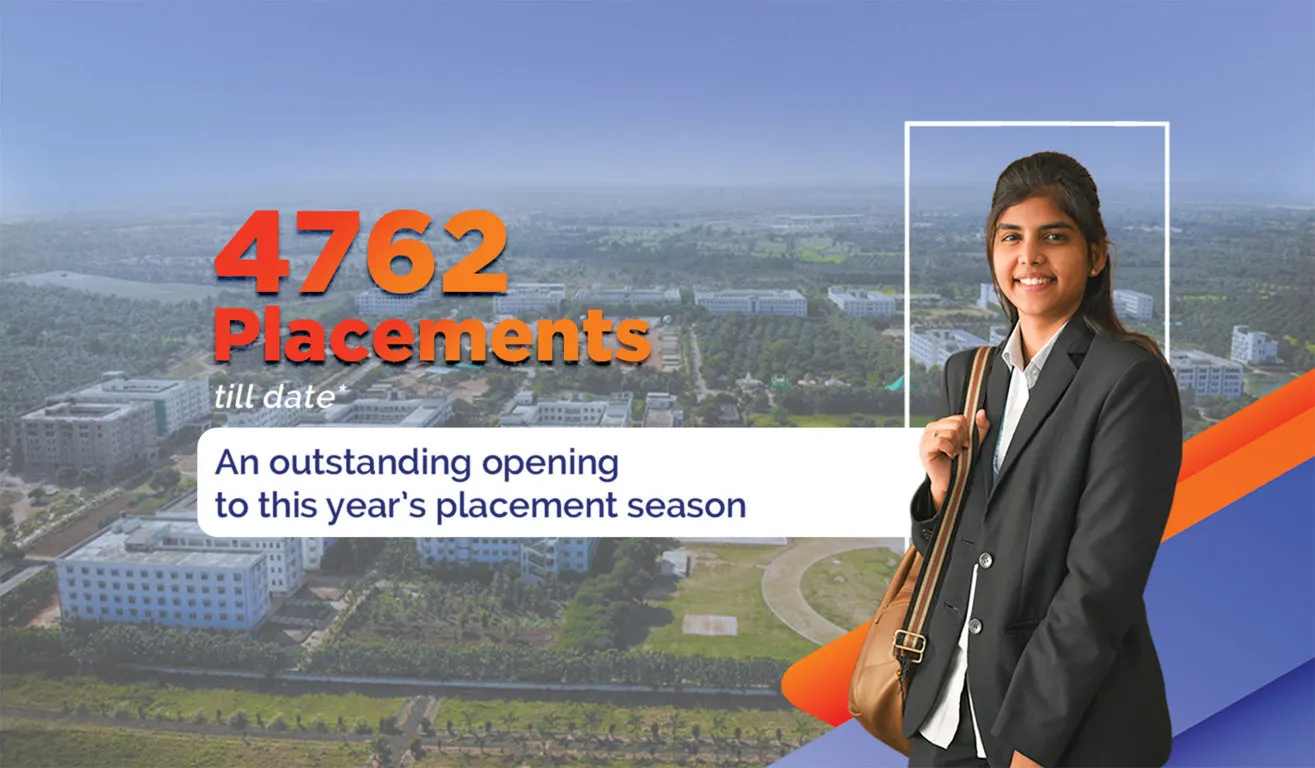 4762
Placements
till date*
An outstanding opening
to this year's placement season